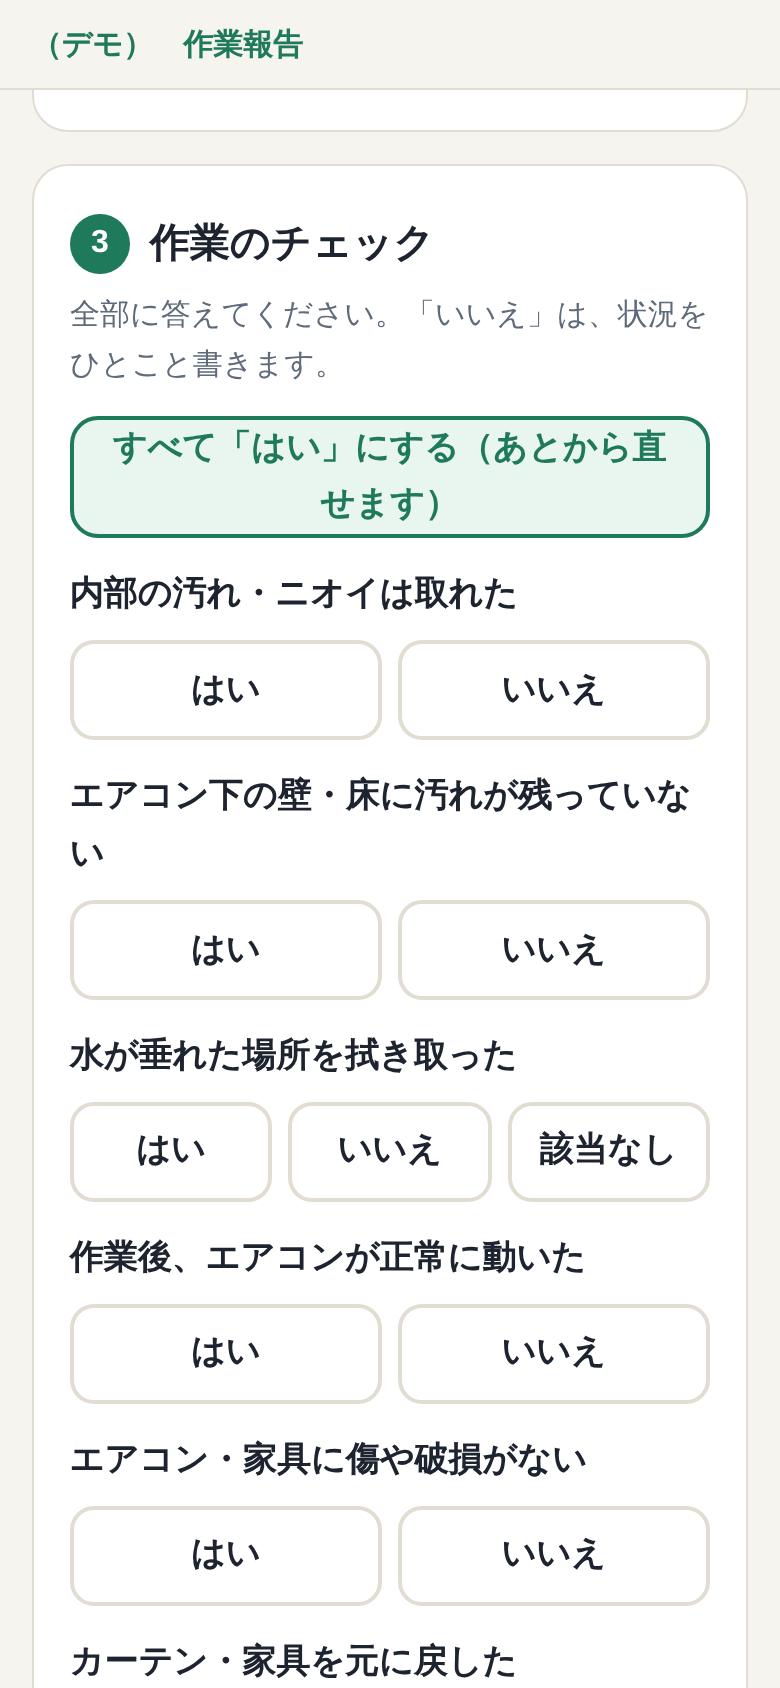 （デモ） 作業報告
3 作業のチェック
全部に答えてください。「いいえ」は、状況を
ひとこと書きます。
すべて「はい」にする（あとから直
せます）
内部の汚れ・ニオイは取れた
はい いいえ
エアコン下の壁・床に汚れが残っていな
い
はい いいえ
水が垂れた場所を拭き取った
はい いいえ 該当なし
作業後、エアコンが正常に動いた
はい いいえ
エアコン・家具に傷や破損がない
はい いいえ
カーテン・家具を元に戻した